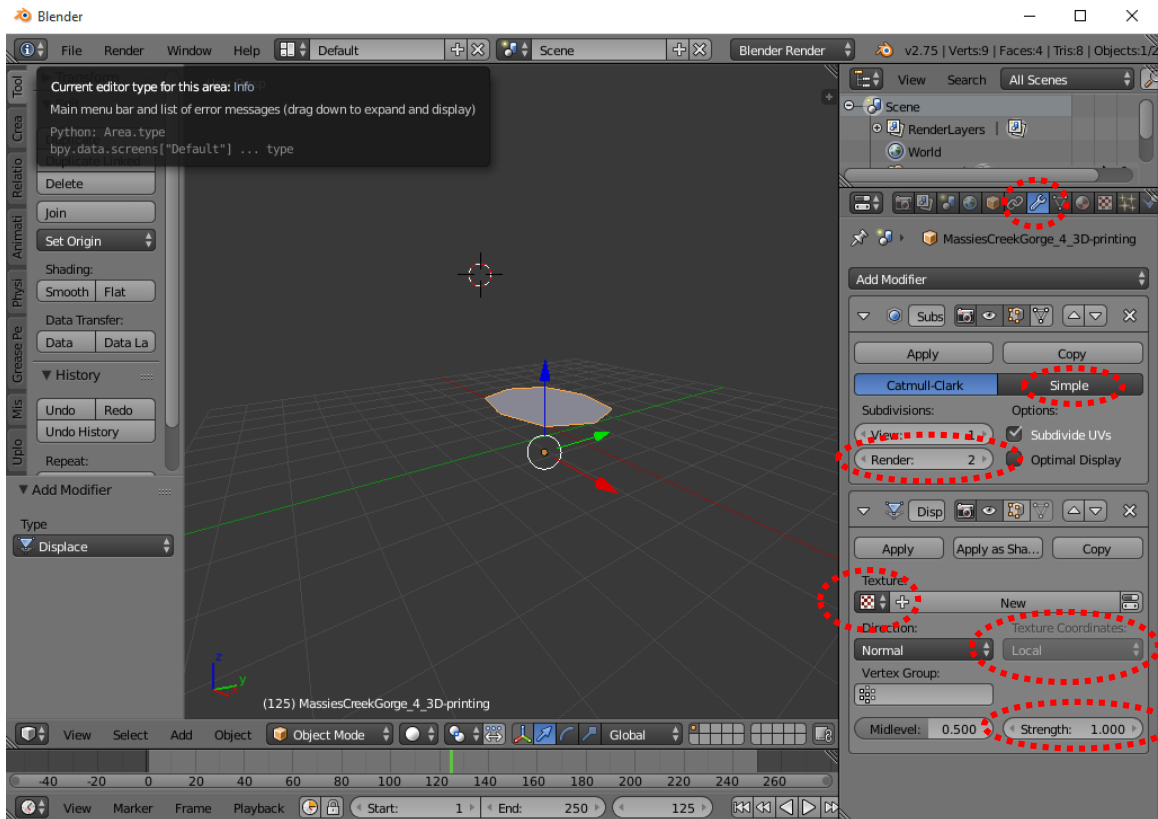 Blender
File Render Window Help Default Scene Blender Render v2.75 | Verts:9 | Faces:4 | Tris:8 | Objects:1/2
Current editor type for this area: Info
Main menu bar and list of error messages (drag down to expand and display)
Python: Area.type
bpy.data.screens["Default"] ... type
Tool
Crea
Relatio
Animati
Physi
Grease Pe
Mis
Uplo
Duplicate Linked
Delete
Join
Set Origin
Shading:
Smooth Flat
Data Transfer:
Data Data La
History
Undo Redo
Undo History
Repeat:
Add Modifier
Type
Displace
z
y
(125) MassiesCreekGorge_4_3D-printing
View Select Add Object Object Mode Global
-40 -20 0 20 40 60 80 100 120 140 160 180 200 220 240 260
View Marker Frame Playback Start: 1 End: 250 125
View Search All Scenes
Scene
RenderLayers |
World
MassiesCreekGorge_4_3D-printing
Add Modifier
Subs
Apply Copy
Catmull-Clark Simple
Subdivisions: Options:
View: 1 Subdivide UVs
Render: 2 Optimal Display
Disp
Apply Apply as Sha... Copy
Texture:
New
Direction: Texture Coordinates:
Normal Local
Vertex Group:
Midlevel: 0.500 Strength: 1.000